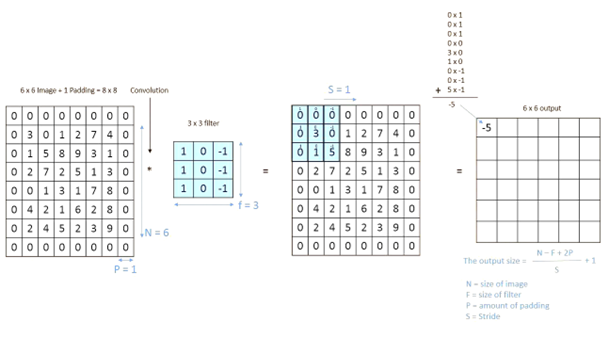 0 x 1
0 x 1
0 x 1
0 x 0
3 x 0
1 x 0
0 x -1
0 x -1
+ 5 x -1
-5
6 x 6 Image + 1 Padding = 8 x 8
Convolution
3 x 3 filter
S = 1
6 x 6 output
0 0 0 0 0 0 0 0
0 3 0 1 2 7 4 0
0 1 5 8 9 3 1 0
0 2 7 2 5 1 3 0
0 0 1 3 1 7 8 0
0 4 2 1 6 2 8 0
0 2 4 5 2 3 9 0
0 0 0 0 0 0 0 0
N = 6
P = 1
*
1 0 -1
1 0 -1
1 0 -1
f = 3
=
0 0 0 0 0 0 0 0
0 3 0 1 2 7 4 0
0 1 5 8 9 3 1 0
0 2 7 2 5 1 3 0
0 0 1 3 1 7 8 0
0 4 2 1 6 2 8 0
0 2 4 5 2 3 9 0
0 0 0 0 0 0 0 0
=
-5
N – F + 2P
The output size = + 1
S
N = size of image
F = size of filter
P = amount of padding
S = Stride